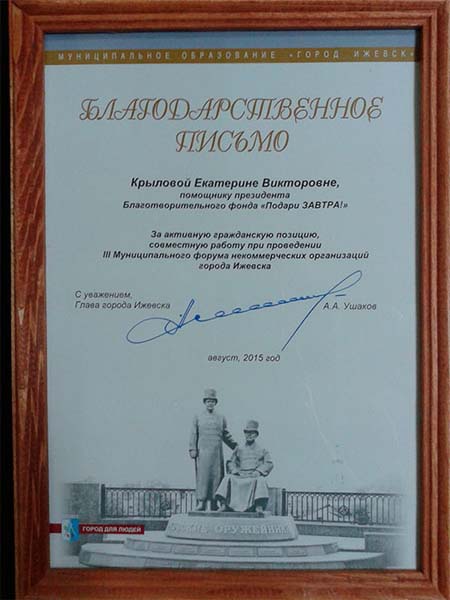 МУНИЦИПАЛЬНОЕ ОБРАЗОВАНИЕ «ГОРОД ИЖЕВСК»
БЛАГОДАРСТВЕННОЕ
ПИСЬМО
Крыловой Екатерине Викторовне,
помощнику президента
Благотворительного фонда «Подари ЗАВТРА!»
За активную гражданскую позицию,
совместную работу при проведении
III Муниципального форума некоммерческих организаций
города Ижевска
С уважением,
Глава города Ижевска
А.А. Ушаков
август, 2015 год
ГОРОД ДЛЯ ЛЮДЕЙ
ОРУЖЕЙНИК